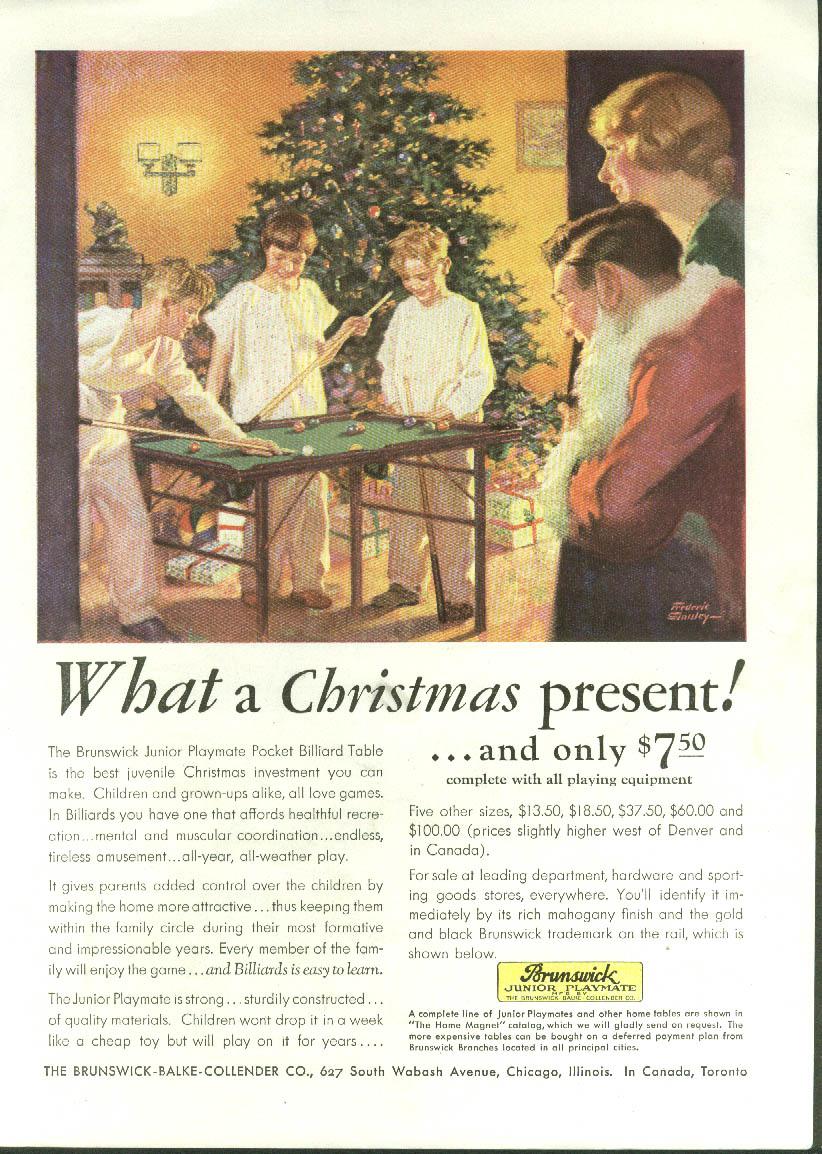 Frederic
Stanley
What a Christmas present!
The Brunswick Junior Playmate Pocket Billiard Table
is the best juvenile Christmas investment you can
make. Children and grown-ups alike, all love games.
In Billiards you have one that affords healthful recre-
ation...mental and muscular coordination...endless,
tireless amusement...all-year, all-weather play.
It gives parents added control over the children by
making the home more attractive...thus keeping them
within the family circle during their most formative
and impressionable years. Every member of the fam-
ily will enjoy the game...and Billiards is easy to learn.
The Junior Playmate is strong...sturdily constructed...
of quality materials. Children wont drop it in a week
like a cheap toy but will play on it for years....
...and only $7.50
complete with all playing equipment
Five other sizes, $13.50, $18.50, $37.50, $60.00 and
$100.00 (prices slightly higher west of Denver and
in Canada).
For sale at leading department, hardware and sport-
ing goods stores, everywhere. You'll identify it im-
mediately by its rich mahogany finish and the gold
and black Brunswick trademark on the rail, which is
shown below.
Brunswick
JUNIOR PLAYMATE
MFG BY
THE BRUNSWICK BALKE COLLENDER CO.
A complete line of Junior Playmates and other home tables are shown in
"The Home Magnet" catalog, which we will gladly send on request. The
more expensive tables can be bought on a deferred payment plan from
Brunswick Branches located in all principal cities.
THE BRUNSWICK-BALKE-COLLENDER CO., 627 South Wabash Avenue, Chicago, Illinois. In Canada, Toronto